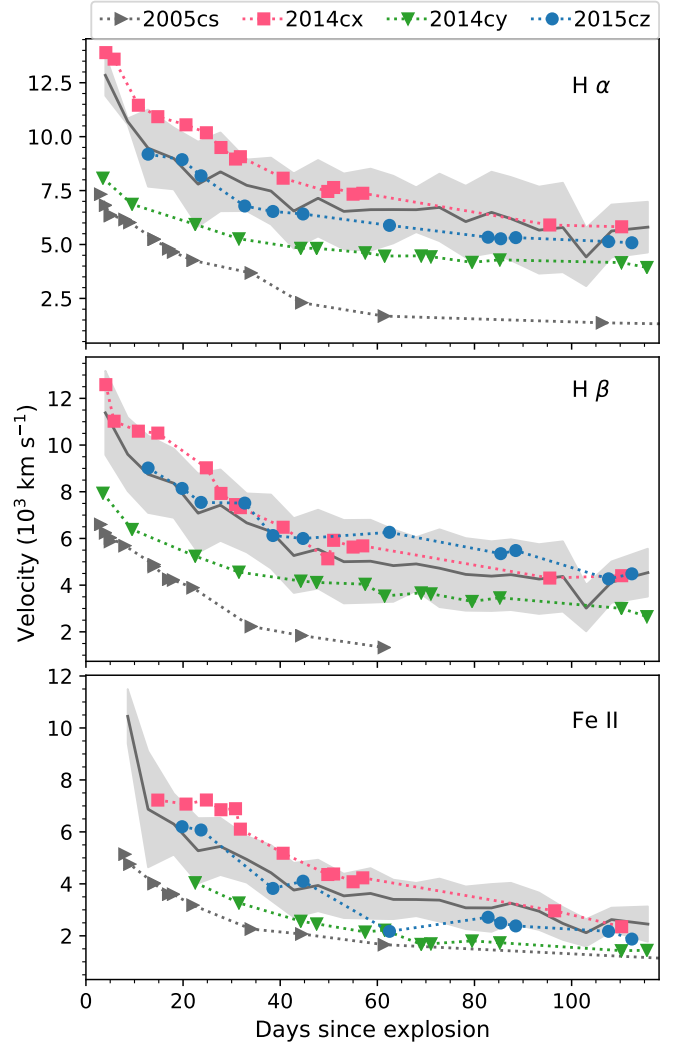 2005cs 2014cx 2014cy 2015cz
12.5
10.0
7.5
5.0
2.5
H α
12
10
8
6
4
2
H β
Velocity (10³ km s⁻¹)
12
10
8
6
4
2
Fe II
0 20 40 60 80 100
Days since explosion